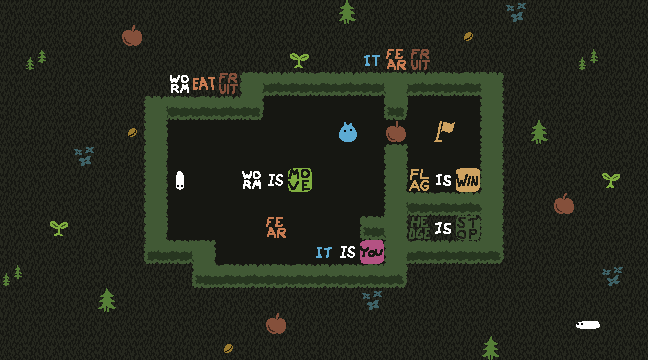 IT FEAR FRUIT
WORM EAT FRUIT
WORM IS MOVE
FLAG IS WIN
FEAR
HEDGE IS STOP
IT IS YOU